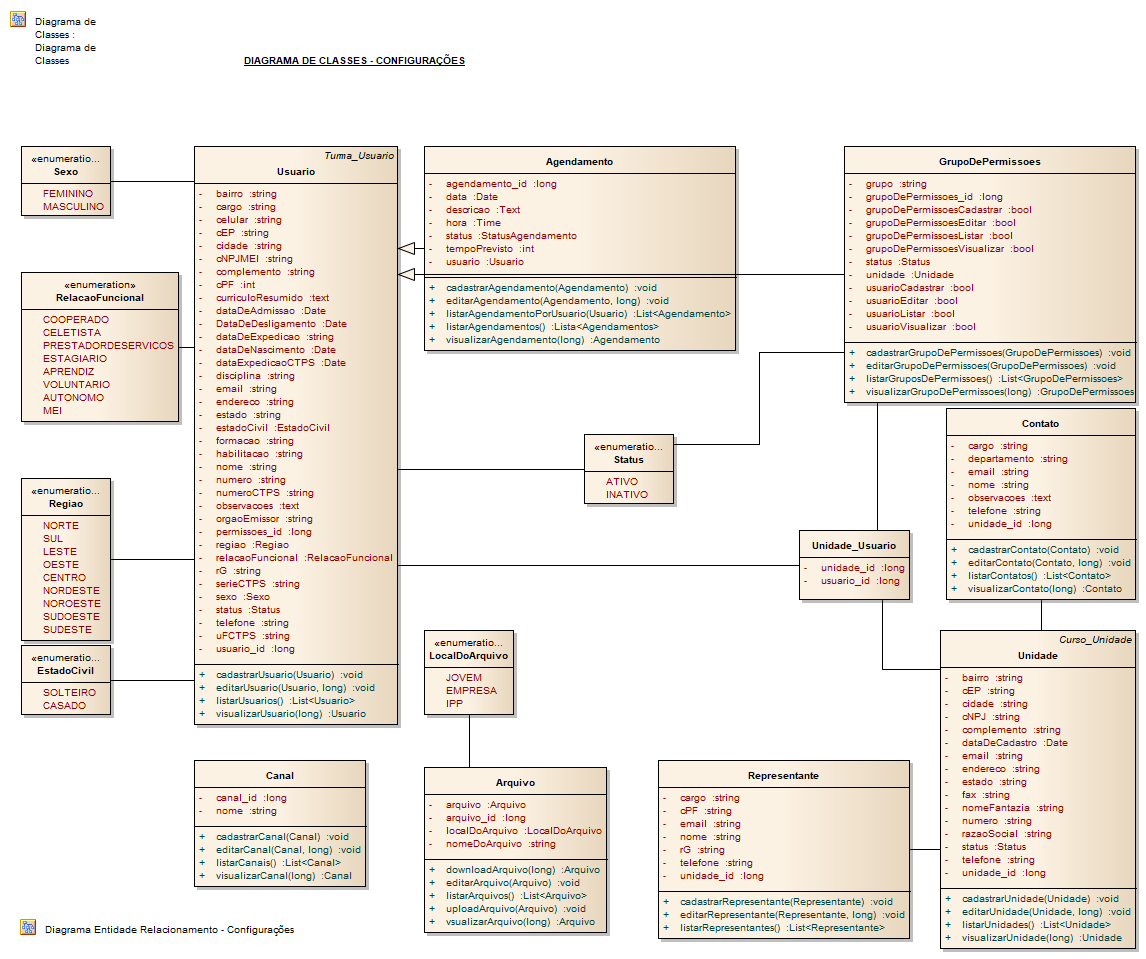 Diagrama de
Classes :
Diagrama de
Classes
DIAGRAMA DE CLASSES - CONFIGURAÇÕES
«enumeratio...
Sexo
FEMININO
MASCULINO
«enumeration»
RelacaoFuncional
COOPERADO
CELETISTA
PRESTADORDESERVICOS
ESTAGIARIO
APRENDIZ
VOLUNTARIO
AUTONOMO
MEI
«enumeratio...
Regiao
NORTE
SUL
LESTE
OESTE
CENTRO
NORDESTE
NOROESTE
SUDOESTE
SUDESTE
«enumeratio...
EstadoCivil
SOLTEIRO
CASADO
Turma_Usuario
Usuario
- bairro :string
- cargo :string
- celular :string
- cEP :string
- cidade :string
- cNPJMEI :string
- complemento :string
- cPF :int
- curriculoResumido :text
- dataDeAdmissao :Date
- DataDeDesligamento :Date
- dataDeExpedicao :string
- dataDeNascimento :Date
- dataExpedicaoCTPS :Date
- disciplina :string
- email :string
- endereco :string
- estado :string
- estadoCivil :EstadoCivil
- formacao :string
- habilitacao :string
- nome :string
- numero :string
- numeroCTPS :string
- observacoes :text
- orgaoEmissor :string
- permissoes_id :long
- regiao :Regiao
- relacaoFuncional :RelacaoFuncional
- rG :string
- serieCTPS :string
- sexo :Sexo
- status :Status
- telefone :string
- uFCTPS :string
- usuario_id :long
+ cadastrarUsuario(Usuario) :void
+ editarUsuario(Usuario, long) :void
+ listarUsuarios() :List<Usuario>
+ visualizarUsuario(long) :Usuario
Agendamento
- agendamento_id :long
- data :Date
- descricao :Text
- hora :Time
- status :StatusAgendamento
- tempoPrevisto :int
- usuario :Usuario
+ cadastrarAgendamento(Agendamento) :void
+ editarAgendamento(Agendamento, long) :void
+ listarAgendamentoPorUsuario(Usuario) :List<Agendamento>
+ listarAgendamentos() :Lista<Agendamentos>
+ visualizarAgendamento(long) :Agendamento
GrupoDePermissoes
- grupo :string
- grupoDePermissoes_id :long
- grupoDePermissoesCadastrar :bool
- grupoDePermissoesEditar :bool
- grupoDePermissoesListar :bool
- grupoDePermissoesVisualizar :bool
- status :Status
- unidade :Unidade
- usuarioCadastrar :bool
- usuarioEditar :bool
- usuarioListar :bool
- usuarioVisualizar :bool
+ cadastrarGrupoDePermissoes(GrupoDePermissoes) :void
+ editarGrupoDePermissoes(GrupoDePermissoes) :void
+ listarGruposDePermissoes() :List<GrupoDePermissoes>
+ visualizarGrupoDePermissoes(long) :GrupoDePermissoes
«enumeratio...
Status
ATIVO
INATIVO
Contato
- cargo :string
- departamento :string
- email :string
- nome :string
- observacoes :text
- telefone :string
- unidade_id :long
+ cadastrarContato(Contato) :void
+ editarContato(Contato, long) :void
+ listarContatos() :List<Contato>
+ visualizarContato(long) :Contato
Unidade_Usuario
- unidade_id :long
- usuario_id :long
«enumeratio...
LocalDoArquivo
JOVEM
EMPRESA
IPP
Curso_Unidade
Unidade
- bairro :string
- cEP :string
- cidade :string
- cNPJ :string
- complemento :string
- dataDeCadastro :Date
- email :string
- endereco :string
- estado :string
- fax :string
- nomeFantazia :string
- numero :string
- razaoSocial :string
- status :Status
- telefone :string
- unidade_id :long
+ cadastrarUnidade(Unidade) :void
+ editarUnidade(Unidade, long) :void
+ listarUnidades() :List<Unidade>
+ visualizarUnidade(long) :Unidade
Canal
- canal_id :long
- nome :string
+ cadastrarCanal(Canal) :void
+ editarCanal(Canal, long) :void
+ listarCanais() :List<Canal>
+ visualizarCanal(long) :Canal
Arquivo
- arquivo :Arquivo
- arquivo_id :long
- localDoArquivo :LocalDoArquivo
- nomeDoArquivo :string
+ downloadArquivo(long) :Arquivo
+ editarArquivo(Arquivo) :void
+ listarArquivos() :List<Arquivo>
+ uploadArquivo(Arquivo) :void
+ vsualizarArquivo(long) :Arquivo
Representante
- cargo :string
- cPF :string
- email :string
- nome :string
- rG :string
- telefone :string
- unidade_id :long
+ cadastrarRepresentante(Representante) :void
+ editarRepresentante(Representante, long) :void
+ listarRepresentantes() :List<Representante>
Diagrama Entidade Relacionamento - Configurações